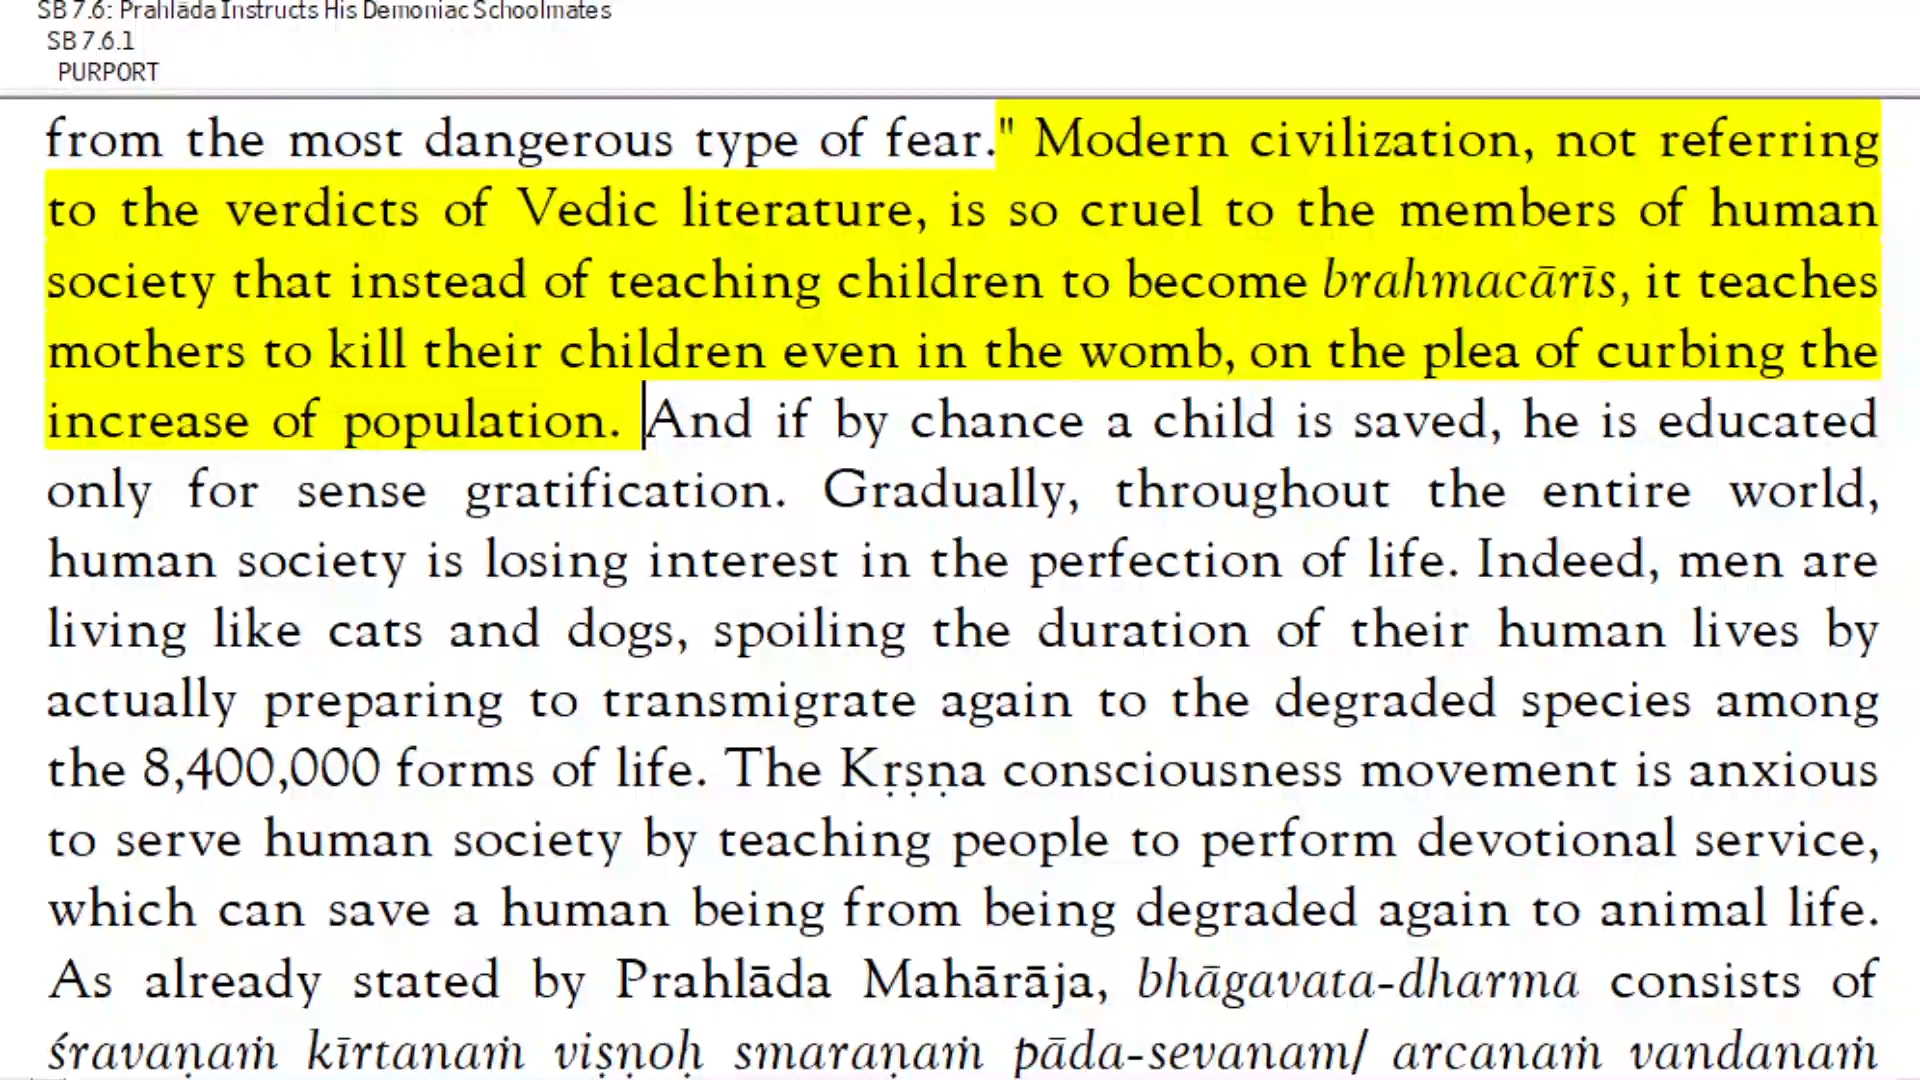 SB 7.6: Prahlāda Instructs His Demoniac Schoolmates
SB 7.6.1
PURPORT
from the most dangerous type of fear." Modern civilization, not referring
to the verdicts of Vedic literature, is so cruel to the members of human
society that instead of teaching children to become brahmacārīs, it teaches
mothers to kill their children even in the womb, on the plea of curbing the
increase of population. And if by chance a child is saved, he is educated
only for sense gratification. Gradually, throughout the entire world,
human society is losing interest in the perfection of life. Indeed, men are
living like cats and dogs, spoiling the duration of their human lives by
actually preparing to transmigrate again to the degraded species among
the 8,400,000 forms of life. The Kṛṣṇa consciousness movement is anxious
to serve human society by teaching people to perform devotional service,
which can save a human being from being degraded again to animal life.
As already stated by Prahlāda Mahārāja, bhāgavata-dharma consists of
śravaṇaṁ kīrtanaṁ viṣṇoḥ smaraṇaṁ pāda-sevanam/ arcanaṁ vandanaṁ